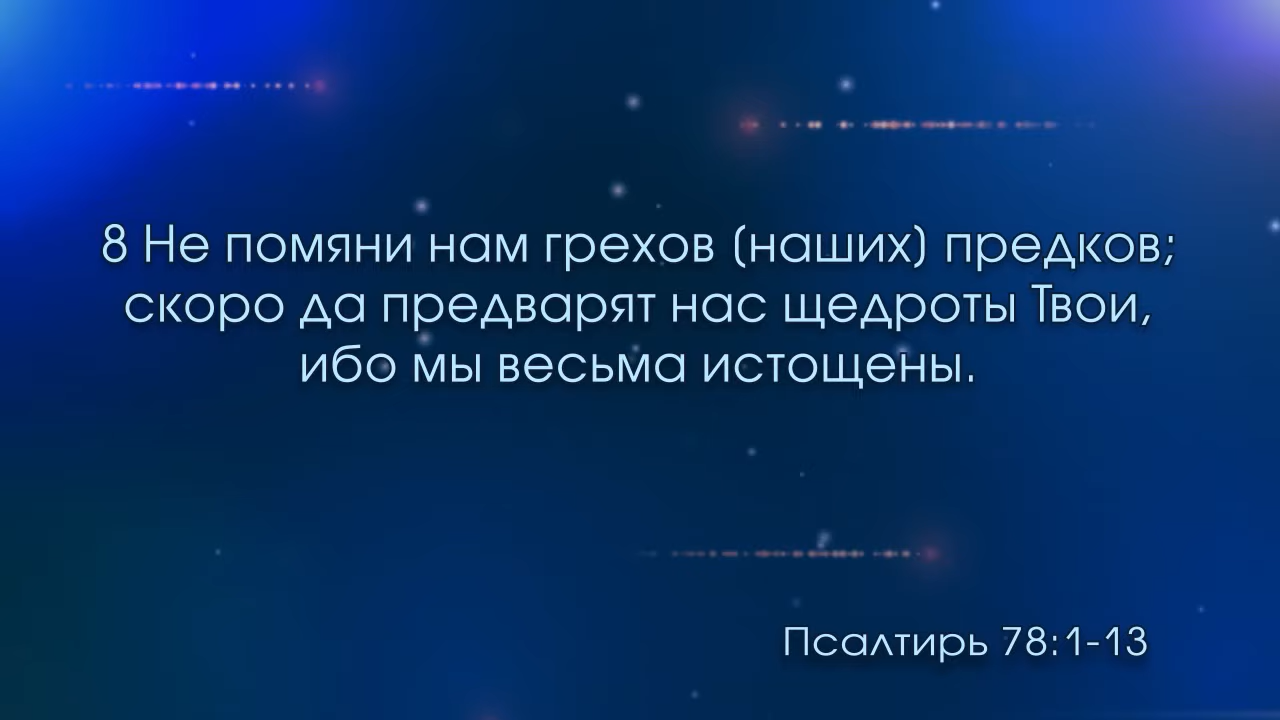 8 Не помяни нам грехов (наших) предков;
скоро да предварят нас щедроты Твои,
ибо мы весьма истощены.
Псалтирь 78:1-13